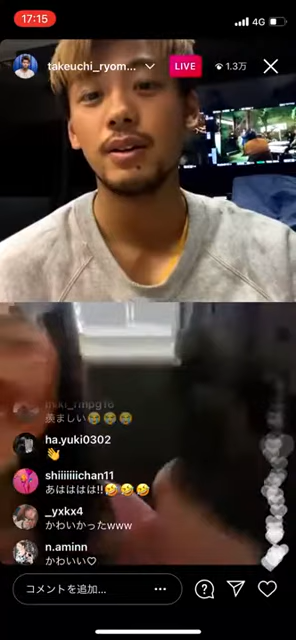 17:15
4G
takeuchi_ryom...
LIVE
1.3万
miki_rmpg16
羨ましい😭😭😭
ha.yuki0302
👋
shiiiiiiichan11
あははははは!!🤣🤣🤣
_yxkx4
かわいかったwww
n.aminn
かわいい♡
コメントを追加...